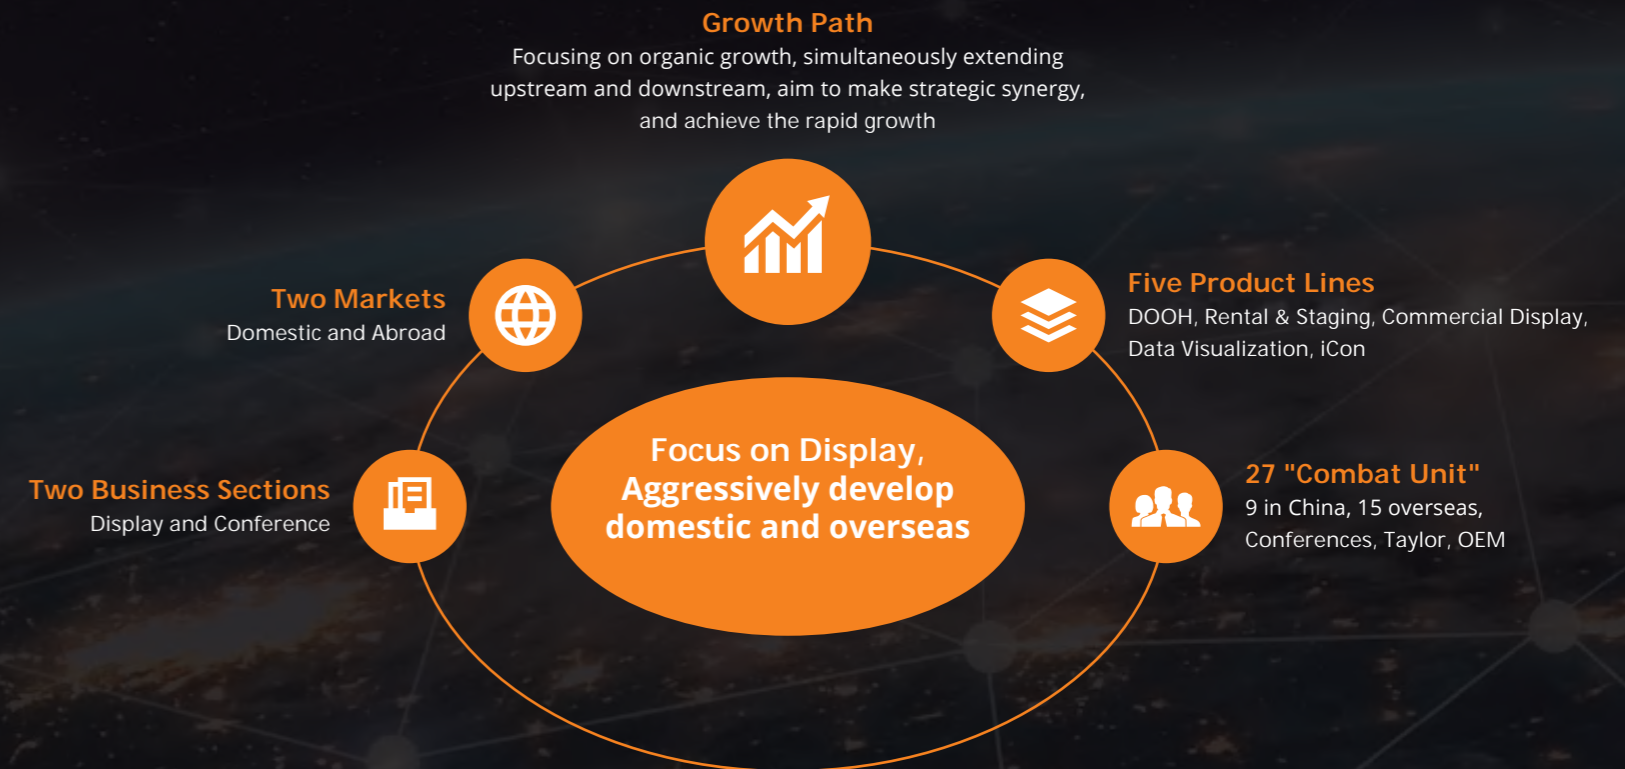 Growth Path
Focusing on organic growth, simultaneously extending
upstream and downstream, aim to make strategic synergy,
and achieve the rapid growth
Two Markets
Domestic and Abroad
Five Product Lines
DOOH, Rental & Staging, Commercial Display,
Data Visualization, iCon
Focus on Display,
Aggressively develop
domestic and overseas
Two Business Sections
Display and Conference
27 "Combat Unit"
9 in China, 15 overseas,
Conferences, Taylor, OEM